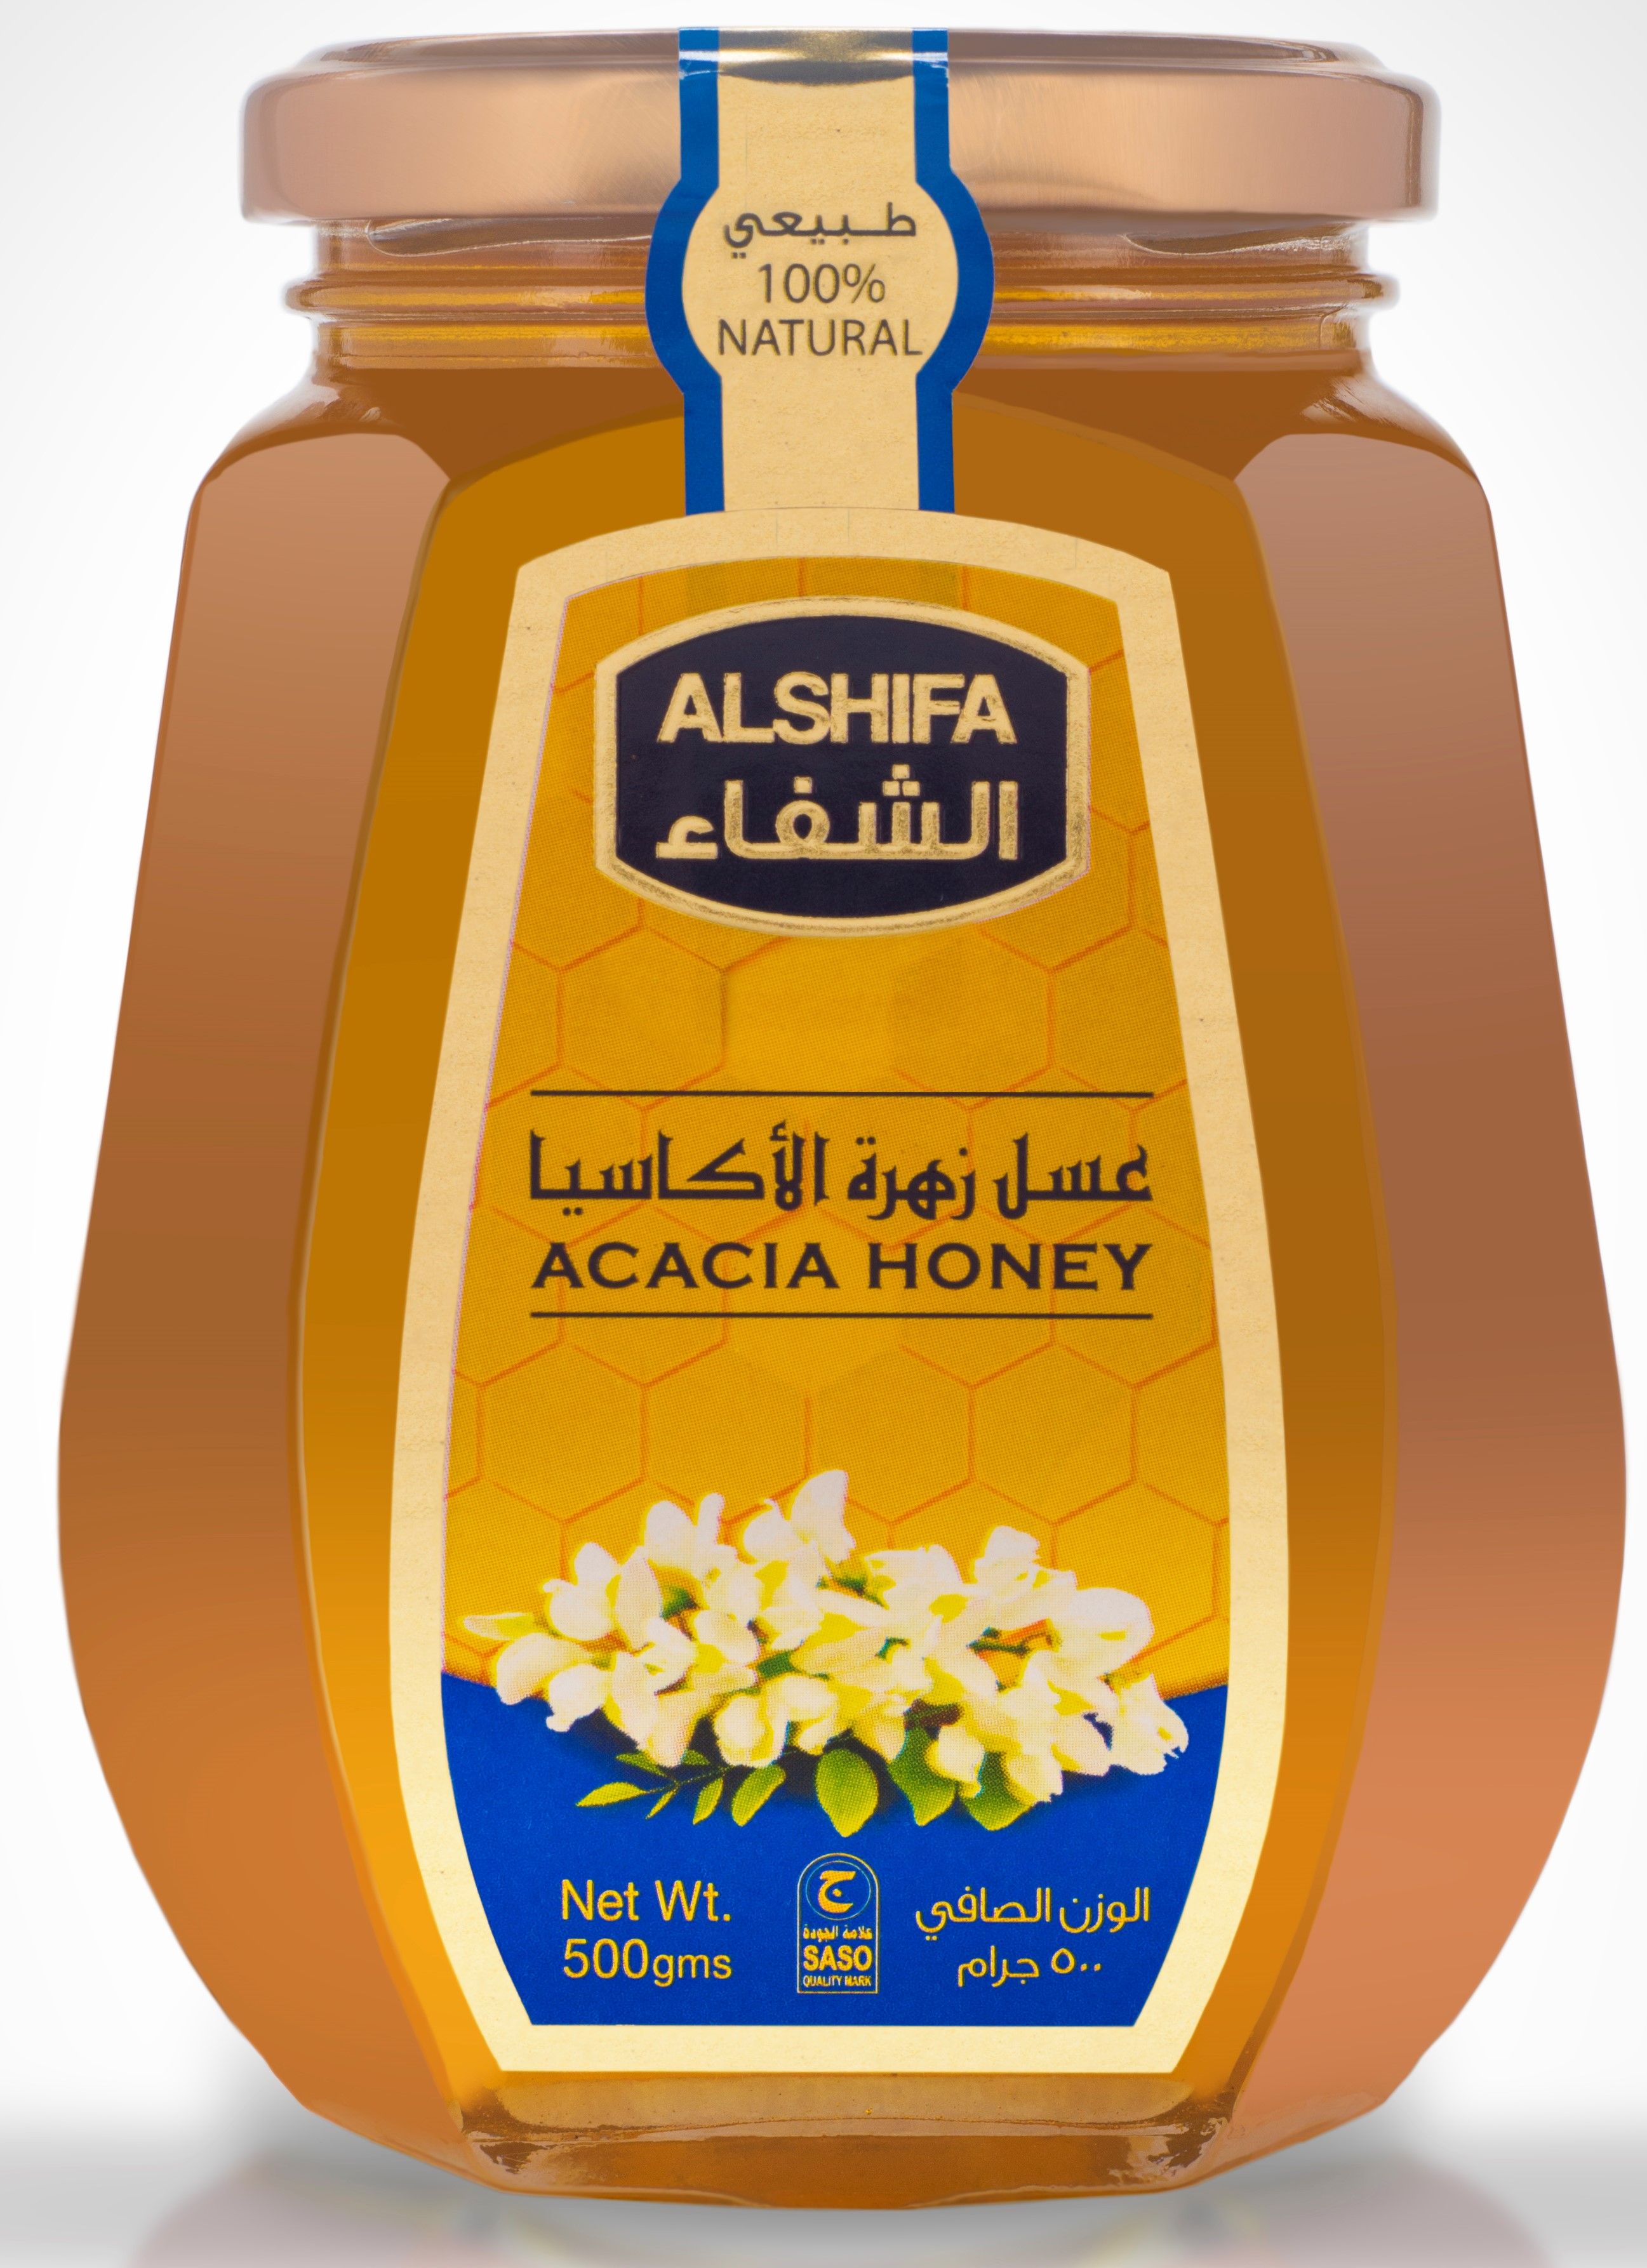 طبيعي
100%
NATURAL
ALSHIFA
الشفاء
عسل زهرة الأكاسيا
ACACIA HONEY
Net Wt.
500gms
ج
علامة الجودة
SASO
QUALITY MARK
الوزن الصافي
٥٠٠ جرام